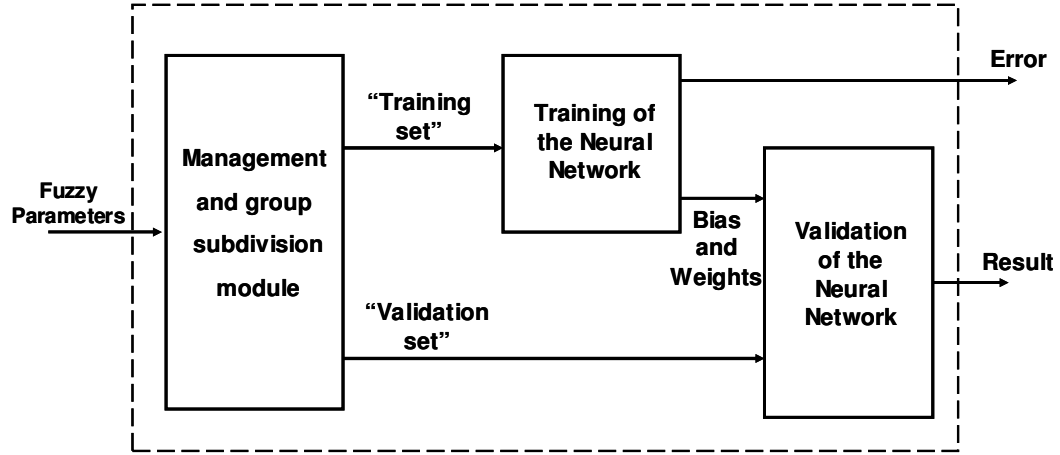 Fuzzy
Parameters
Management
and group
subdivision
module
“Training
set”
Training of
the Neural
Network
Error
Bias
and
Weights
“Validation
set”
Validation
of the
Neural
Network
Result